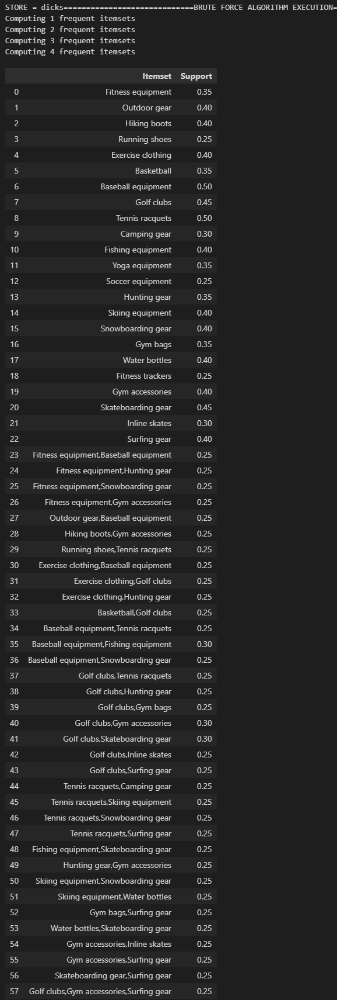 STORE = dicks=============================BRUTE FORCE ALGORITHM EXECUTION=
Computing 1 frequent itemsets
Computing 2 frequent itemsets
Computing 3 frequent itemsets
Computing 4 frequent itemsets
Itemset Support
0 Fitness equipment 0.35
1 Outdoor gear 0.40
2 Hiking boots 0.40
3 Running shoes 0.25
4 Exercise clothing 0.40
5 Basketball 0.35
6 Baseball equipment 0.50
7 Golf clubs 0.45
8 Tennis racquets 0.50
9 Camping gear 0.30
10 Fishing equipment 0.40
11 Yoga equipment 0.35
12 Soccer equipment 0.25
13 Hunting gear 0.35
14 Skiing equipment 0.40
15 Snowboarding gear 0.40
16 Gym bags 0.35
17 Water bottles 0.40
18 Fitness trackers 0.25
19 Gym accessories 0.40
20 Skateboarding gear 0.45
21 Inline skates 0.30
22 Surfing gear 0.40
23 Fitness equipment,Baseball equipment 0.25
24 Fitness equipment,Hunting gear 0.25
25 Fitness equipment,Snowboarding gear 0.25
26 Fitness equipment,Gym accessories 0.25
27 Outdoor gear,Baseball equipment 0.25
28 Hiking boots,Gym accessories 0.25
29 Running shoes,Tennis racquets 0.25
30 Exercise clothing,Baseball equipment 0.25
31 Exercise clothing,Golf clubs 0.25
32 Exercise clothing,Hunting gear 0.25
33 Basketball,Golf clubs 0.25
34 Baseball equipment,Tennis racquets 0.25
35 Baseball equipment,Fishing equipment 0.30
36 Baseball equipment,Snowboarding gear 0.25
37 Golf clubs,Tennis racquets 0.25
38 Golf clubs,Hunting gear 0.25
39 Golf clubs,Gym bags 0.25
40 Golf clubs,Gym accessories 0.30
41 Golf clubs,Skateboarding gear 0.30
42 Golf clubs,Inline skates 0.25
43 Golf clubs,Surfing gear 0.25
44 Tennis racquets,Camping gear 0.25
45 Tennis racquets,Skiing equipment 0.25
46 Tennis racquets,Snowboarding gear 0.25
47 Tennis racquets,Surfing gear 0.25
48 Fishing equipment,Skateboarding gear 0.25
49 Hunting gear,Gym accessories 0.25
50 Skiing equipment,Snowboarding gear 0.25
51 Skiing equipment,Water bottles 0.25
52 Gym bags,Surfing gear 0.25
53 Water bottles,Skateboarding gear 0.25
54 Gym accessories,Inline skates 0.25
55 Gym accessories,Surfing gear 0.25
56 Skateboarding gear,Surfing gear 0.25
57 Golf clubs,Gym accessories,Surfing gear 0.25